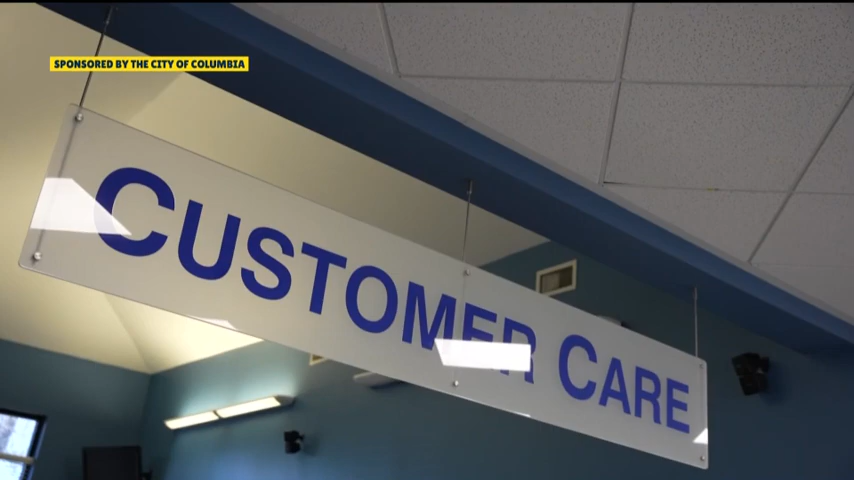 SPONSORED BY THE CITY OF COLUMBIA
CUSTOMER CARE